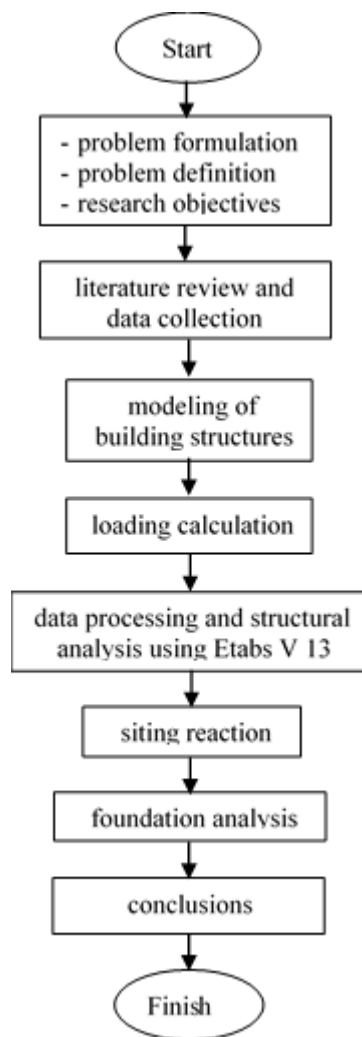 Start
- problem formulation
- problem definition
- research objectives
literature review and
data collection
modeling of
building structures
loading calculation
data processing and structural
analysis using Etabs V 13
siting reaction
foundation analysis
conclusions
Finish